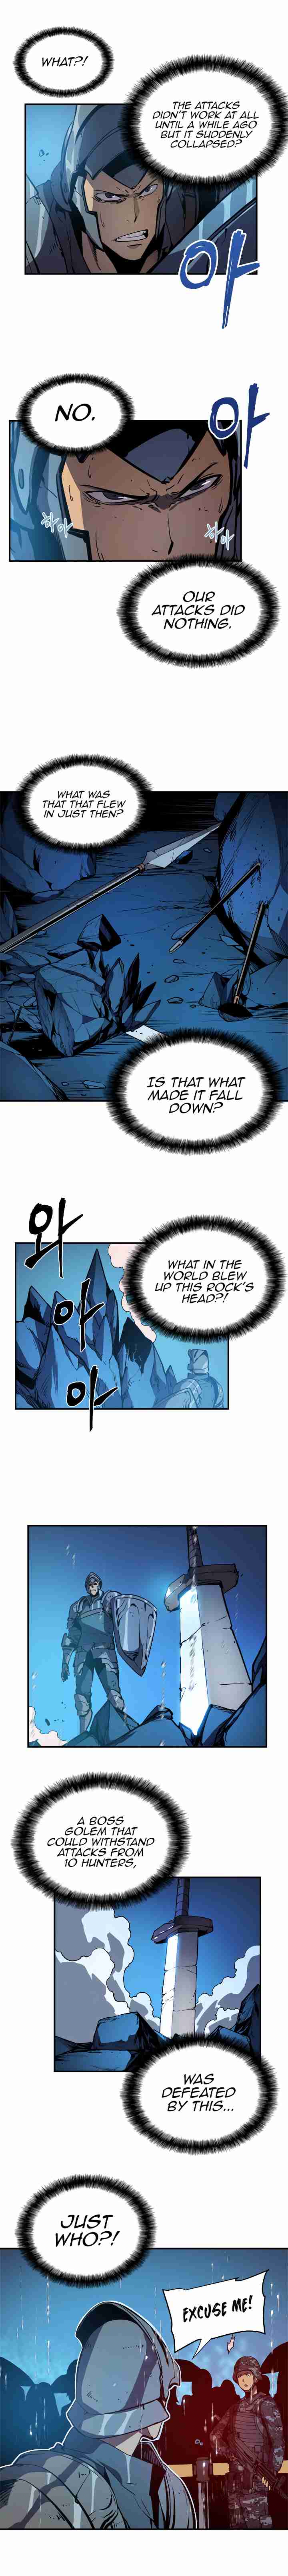 WHAT?!
THE ATTACKS
DIDN'T WORK AT ALL
UNTIL A WHILE AGO
BUT IT SUDDENLY
COLLAPSED?
아
아
NO.
OUR
ATTACKS DID
NOTHING.
WHAT WAS
THAT THAT FLEW
IN JUST THEN?
IS THAT WHAT
MADE IT FALL
DOWN?
와
아
아
WHAT IN THE
WORLD BLEW
UP THIS ROCK'S
HEAD?!
A BOSS
GOLEM THAT
COULD WITHSTAND
ATTACKS FROM
10 HUNTERS,
WAS
DEFEATED
BY THIS...
JUST
WHO?!
EXCUSE ME!